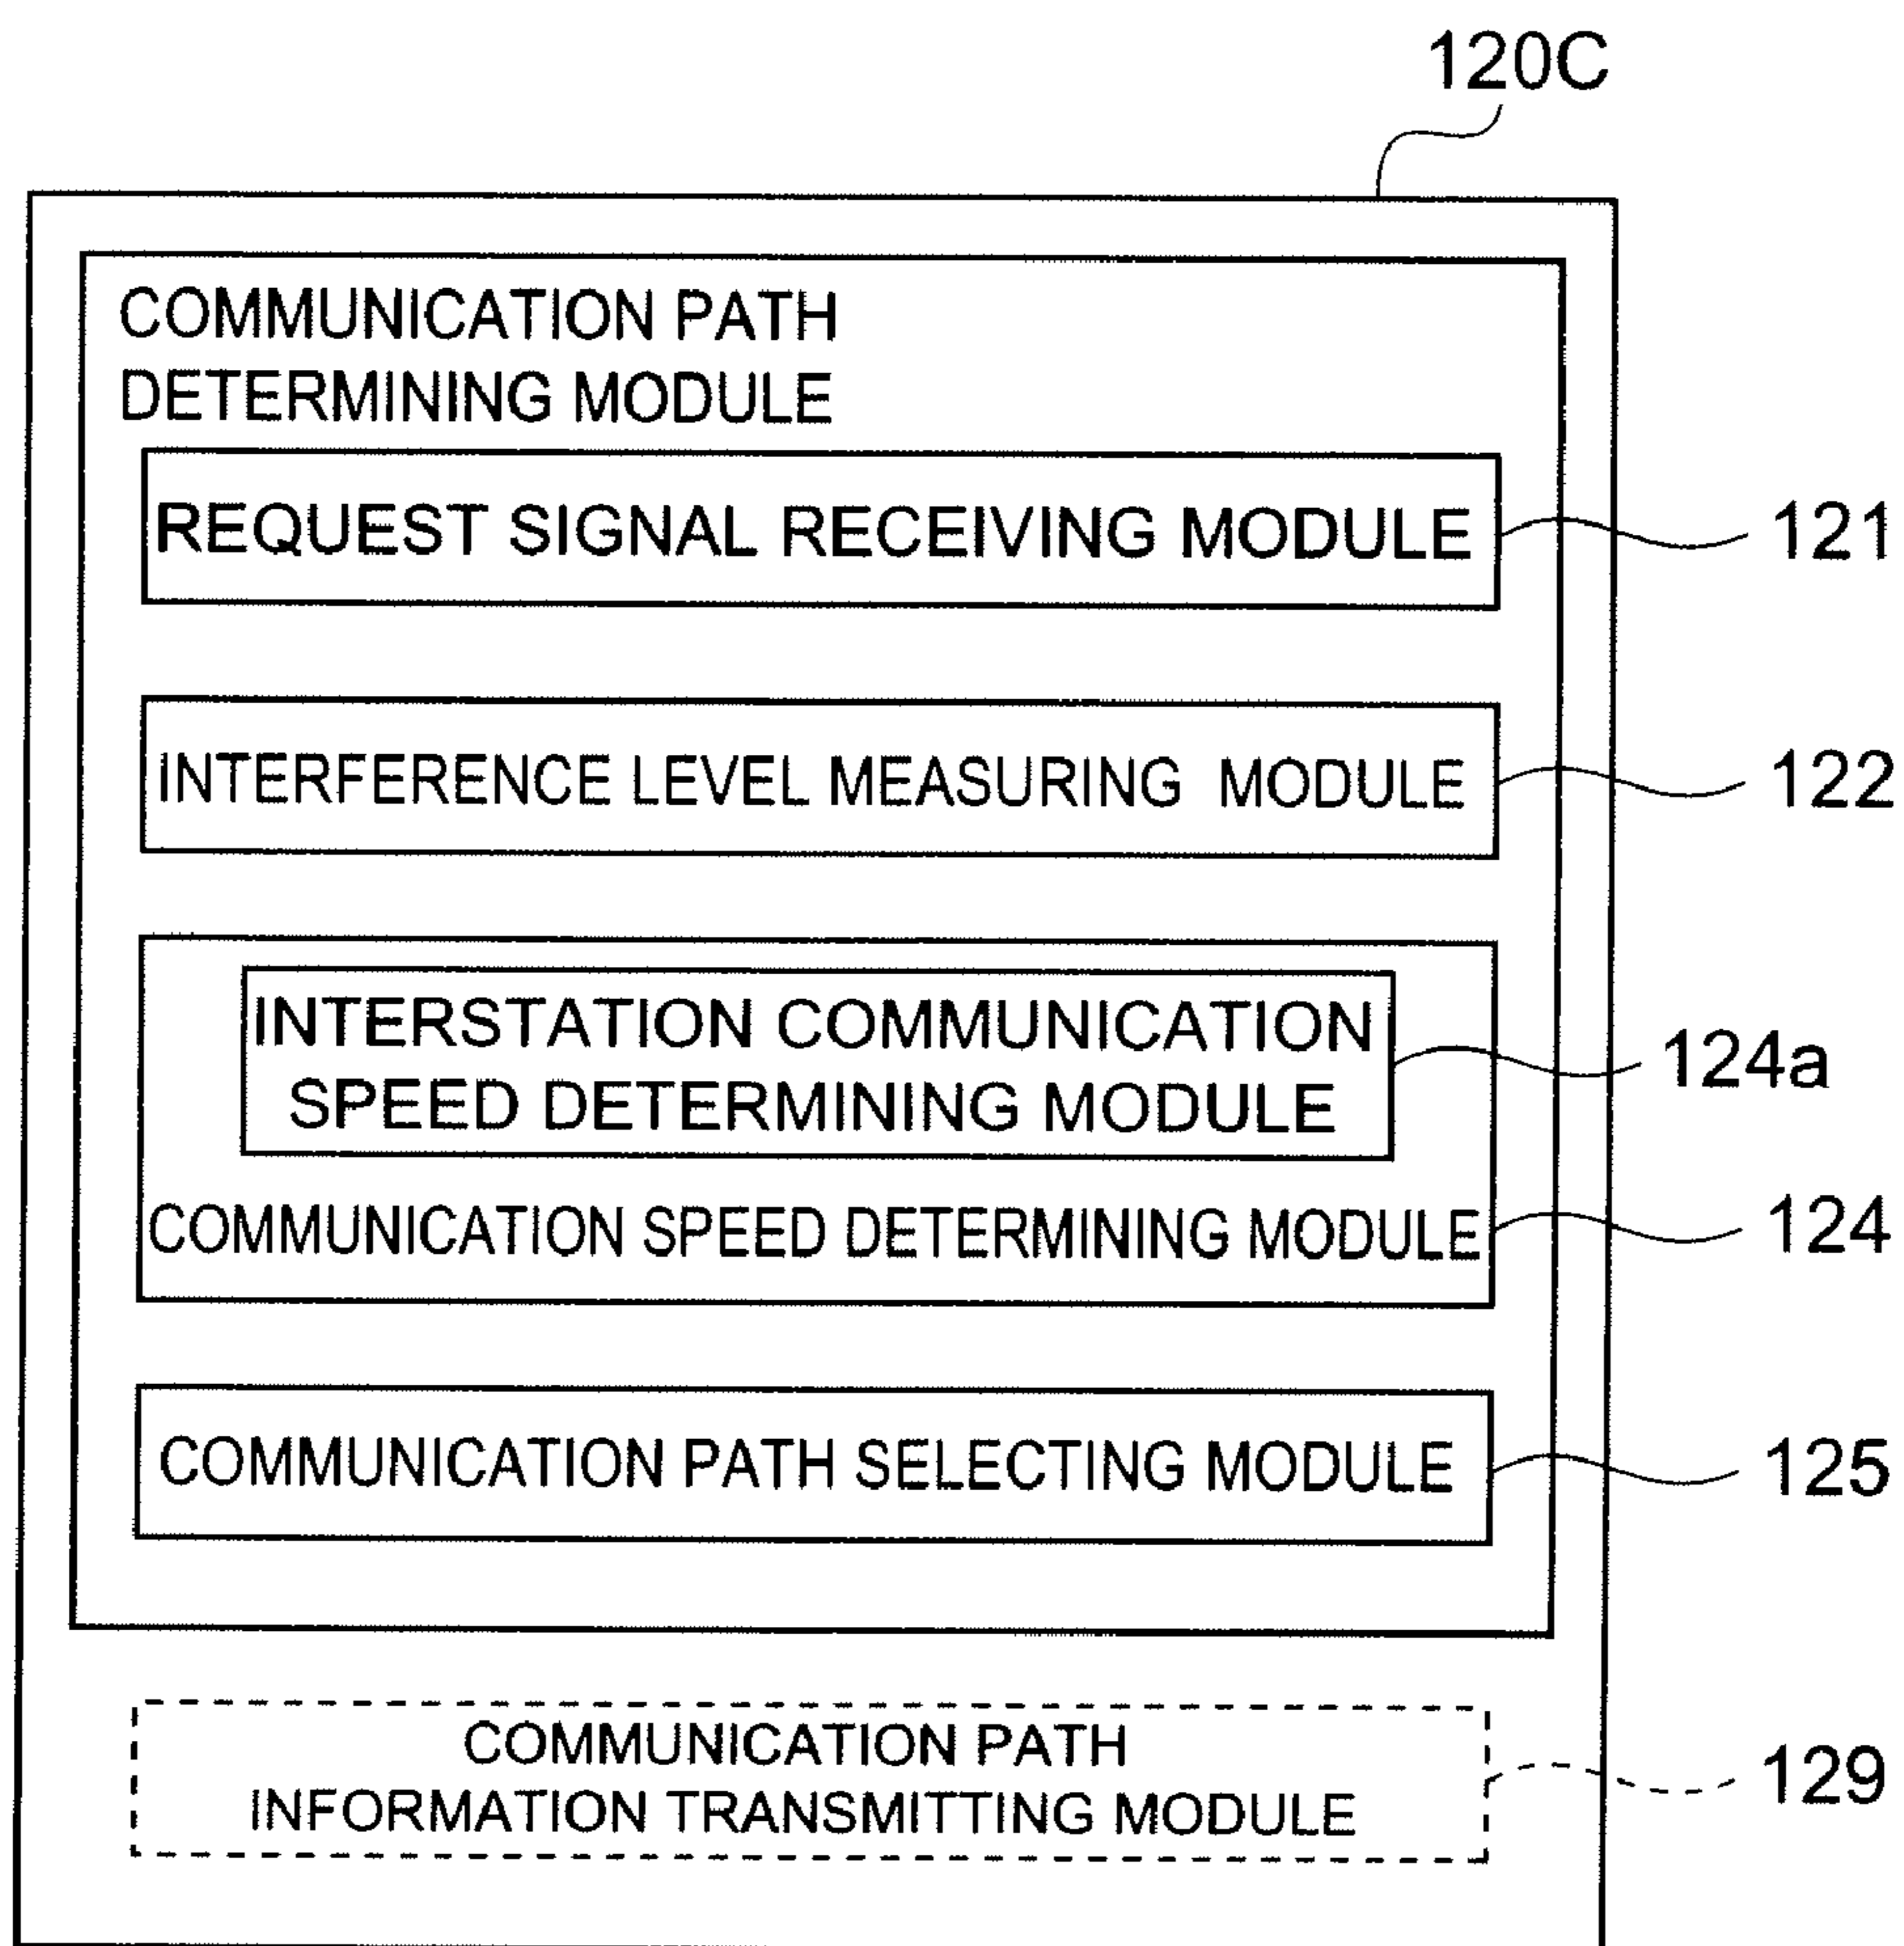 120C
COMMUNICATION PATH
DETERMINING MODULE
REQUEST SIGNAL RECEIVING MODULE
121
INTERFERENCE LEVEL MEASURING MODULE
122
INTERSTATION COMMUNICATION
SPEED DETERMINING MODULE
124a
COMMUNICATION SPEED DETERMINING MODULE
124
COMMUNICATION PATH SELECTING MODULE
125
COMMUNICATION PATH
INFORMATION TRANSMITTING MODULE
129